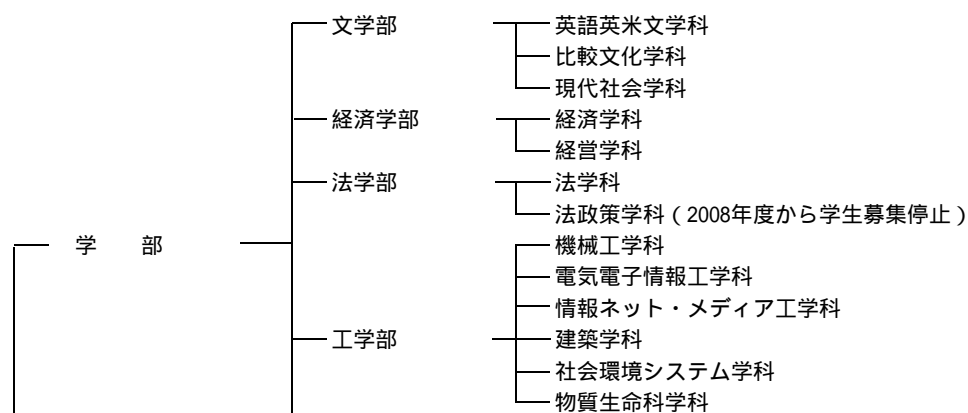 文学部 英語英米文学科
比較文化学科
現代社会学科
経済学部 経済学科
経営学科
法学部 法学科
法政策学科(2008年度から学生募集停止)
学 部 機械工学科
電気電子情報工学科
情報ネット・メディア工学科
工学部 建築学科
社会環境システム学科
物質生命科学科